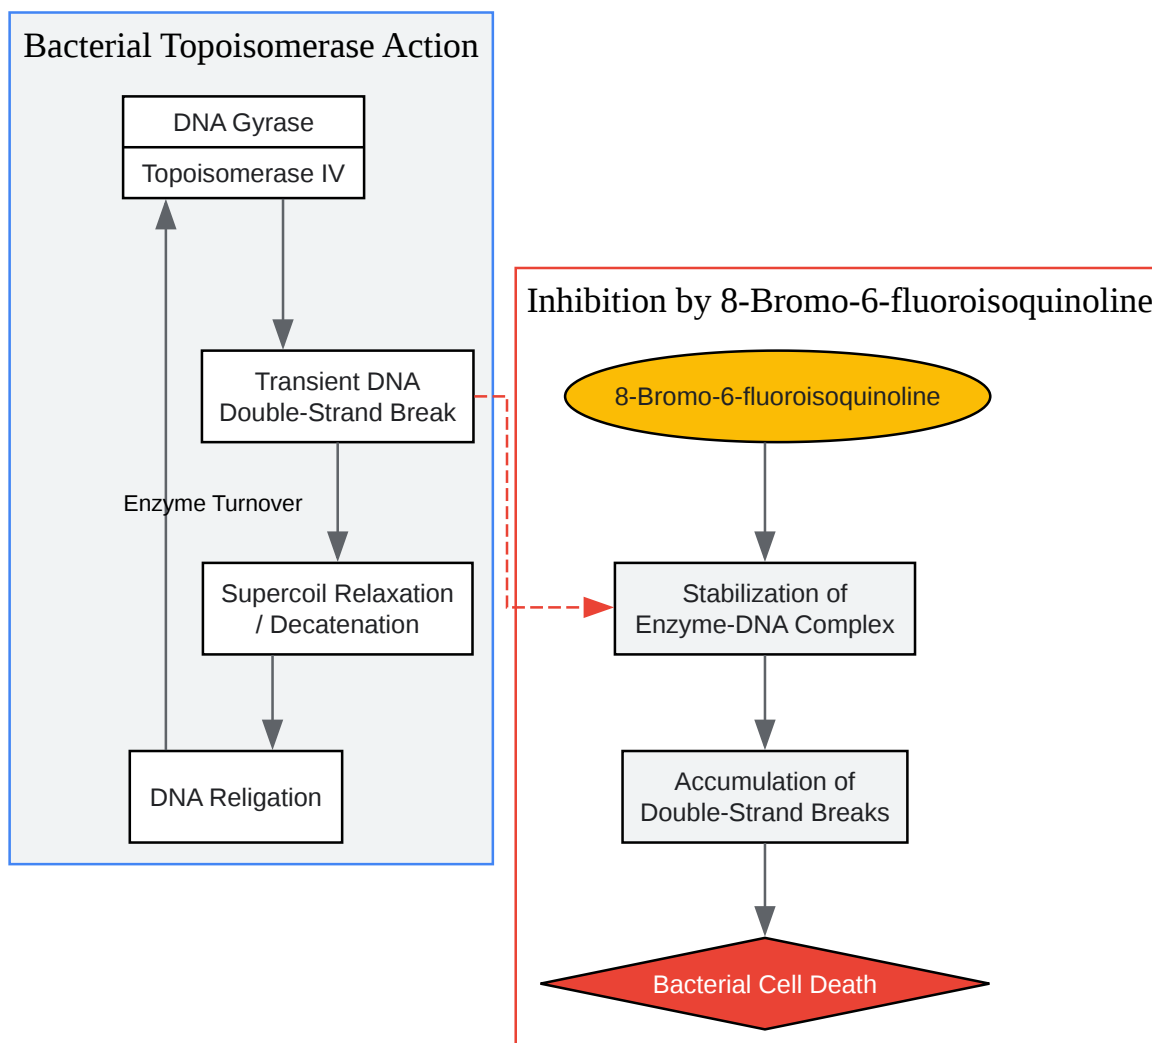 Bacterial Topoisomerase Action
DNA Gyrase
Topoisomerase IV
Transient DNA
Double-Strand Break
Enzyme Turnover
Supercoil Relaxation
/ Decatenation
DNA Religation
Inhibition by 8-Bromo-6-fluoroisoquinoline
8-Bromo-6-fluoroisoquinoline
Stabilization of
Enzyme-DNA Complex
Accumulation of
Double-Strand Breaks
Bacterial Cell Death